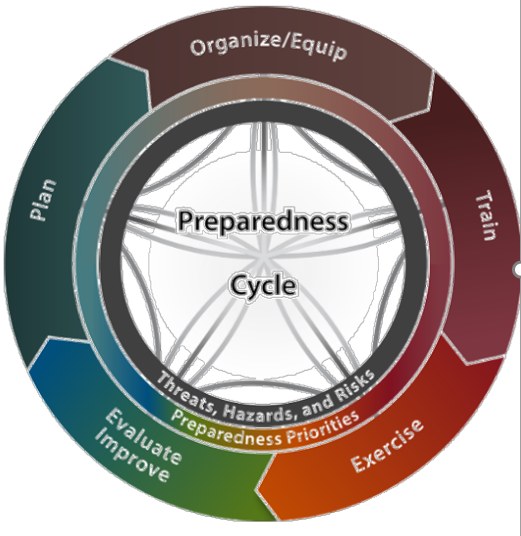 Organize/Equip
Plan
Train
Preparedness
Cycle
Threats, Hazards, and Risks
Preparedness Priorities
Evaluate
Improve
Exercise